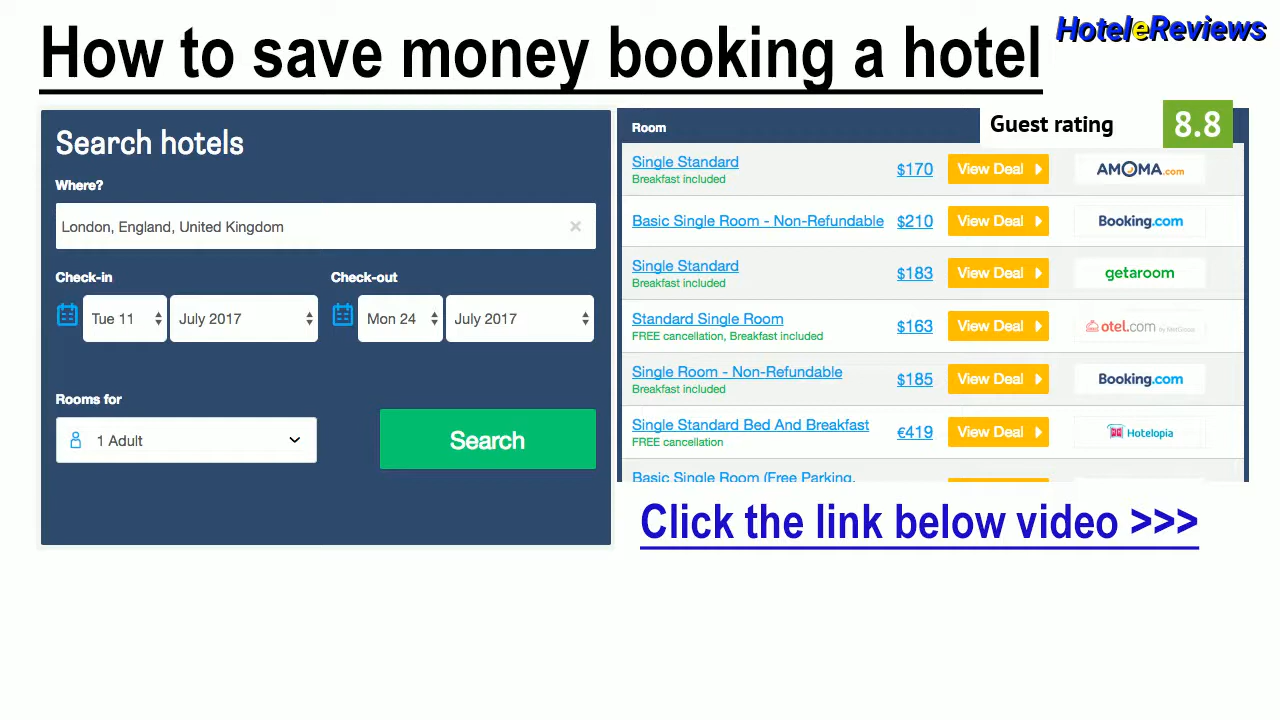 How to save money booking a hotel
HoteleReviews
Search hotels
Where?
London, England, United Kingdom
Check-in
Check-out
Tue 11
July 2017
Mon 24
July 2017
Rooms for
1 Adult
Search
Room
Guest rating
8.8
Single Standard
Breakfast included
$170
View Deal
AMOMA.com
Basic Single Room - Non-Refundable
$210
View Deal
Booking.com
Single Standard
Breakfast included
$183
View Deal
getaroom
Standard Single Room
FREE cancellation, Breakfast included
$163
View Deal
otel.com by MetGlobal
Single Room - Non-Refundable
Breakfast included
$185
View Deal
Booking.com
Single Standard Bed And Breakfast
FREE cancellation
€419
View Deal
Hotelopia
Basic Single Room (Free Parking,
Click the link below video >>>